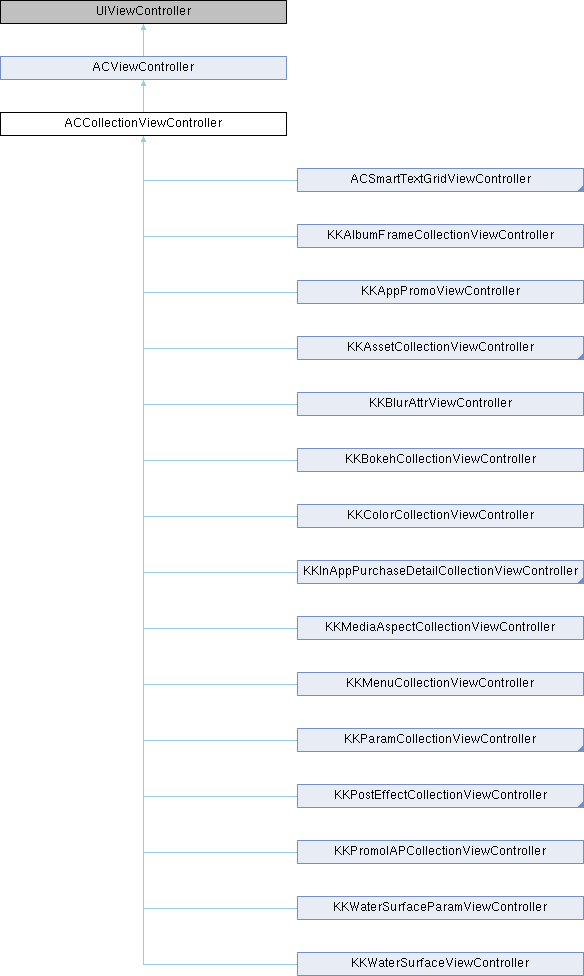 UIViewController
ACViewController
ACCollectionViewController
ACSmartTextGridViewController
KKAlbumFrameCollectionViewController
KKAppPromoViewController
KKAssetCollectionViewController
KKBlurAttrViewController
KKBokehCollectionViewController
KKColorCollectionViewController
KKInAppPurchaseDetailCollectionViewController
KKMediaAspectCollectionViewController
KKMenuCollectionViewController
KKParamCollectionViewController
KKPostEffectCollectionViewController
KKPromoIAPCollectionViewController
KKWaterSurfaceParamViewController
KKWaterSurfaceViewController